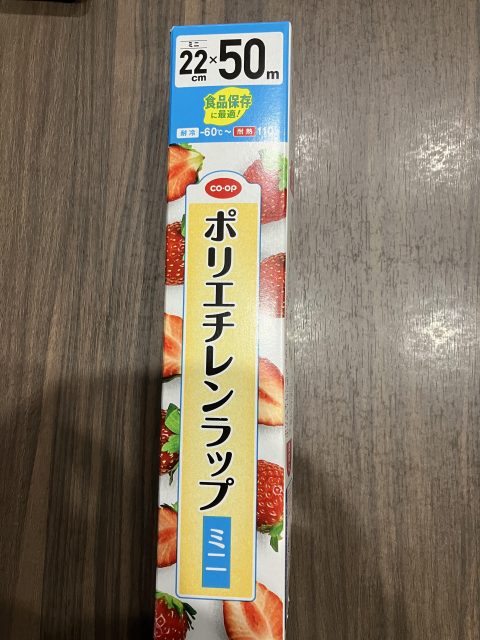 ミニ
22cm×50m
食品保存
に最適!
耐冷 -60℃~ 耐熱 110
CO・OP
ポリエチレンラップ
ミニ